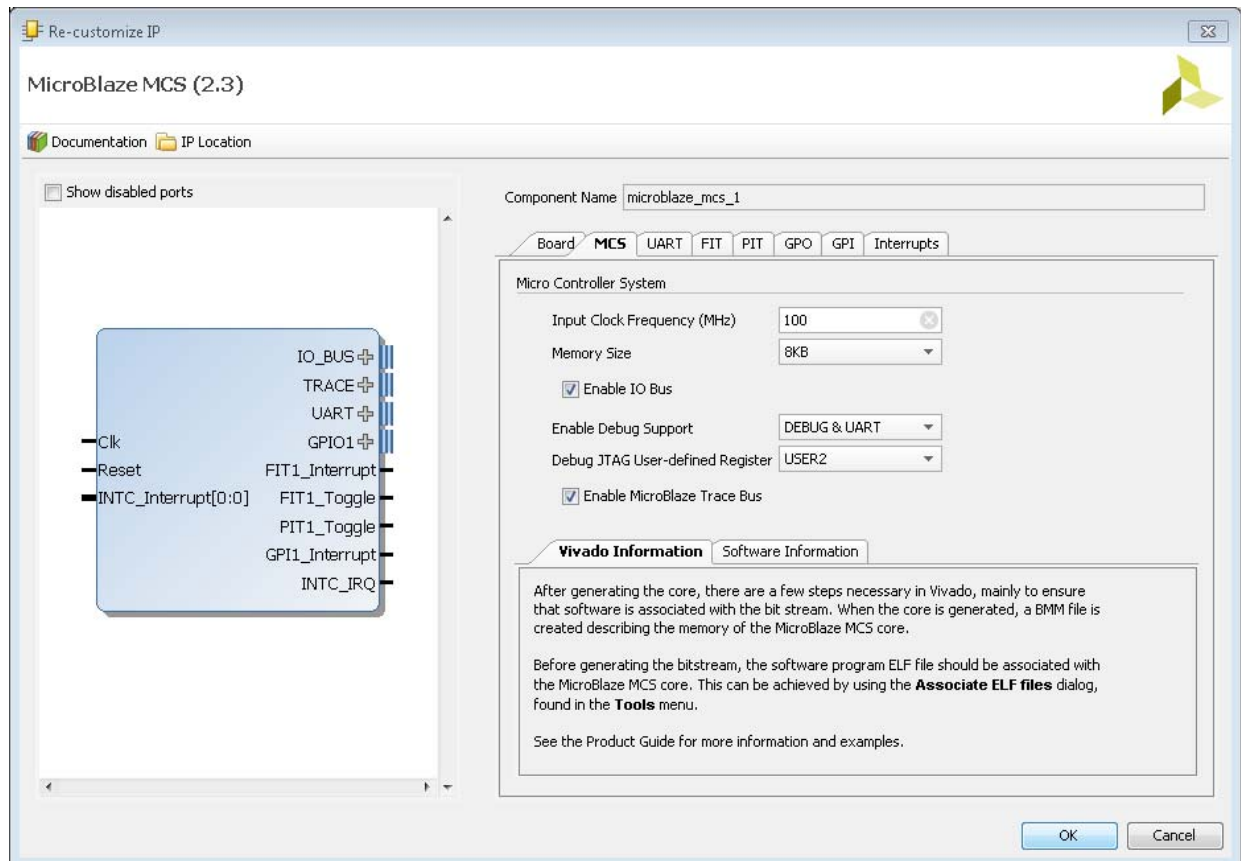 Re-customize IP
MicroBlaze MCS (2.3)
Documentation IP Location
Show disabled ports
IO_BUS
TRACE
UART
Clk GPIO1
Reset FIT1_Interrupt
INTC_Interrupt[0:0] FIT1_Toggle
PIT1_Toggle
GPI1_Interrupt
INTC_IRQ
Component Name microblaze_mcs_1
Board MCS UART FIT PIT GPO GPI Interrupts
Micro Controller System
Input Clock Frequency (MHz) 100
Memory Size 8KB
Enable IO Bus
Enable Debug Support DEBUG & UART
Debug JTAG User-defined Register USER2
Enable MicroBlaze Trace Bus
Vivado Information Software Information
After generating the core, there are a few steps necessary in Vivado, mainly to ensure
that software is associated with the bit stream. When the core is generated, a BMM file is
created describing the memory of the MicroBlaze MCS core.
Before generating the bitstream, the software program ELF file should be associated with
the MicroBlaze MCS core. This can be achieved by using the Associate ELF files dialog,
found in the Tools menu.
See the Product Guide for more information and examples.
OK Cancel